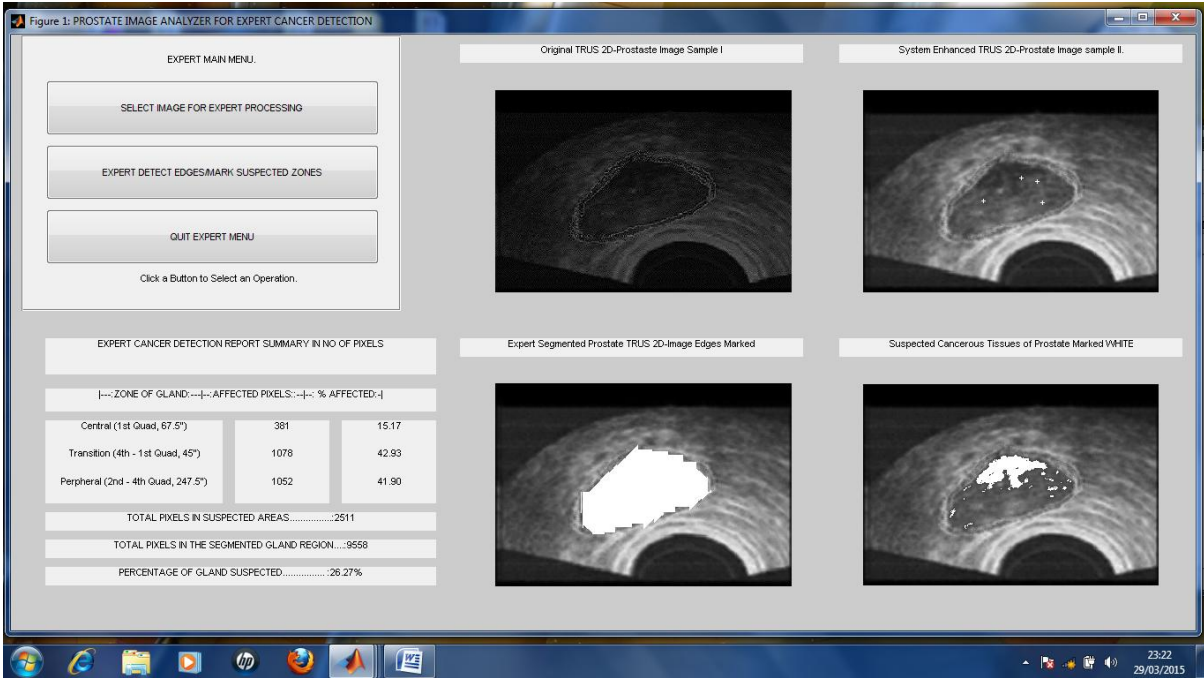 Figure 1: PROSTATE IMAGE ANALYZER FOR EXPERT CANCER DETECTION
EXPERT MAIN MENU.
SELECT IMAGE FOR EXPERT PROCESSING
EXPERT DETECT EDGES/MARK SUSPECTED ZONES
QUIT EXPERT MENU
Click a Button to Select an Operation.
Original TRUS 2D-Prostaste Image Sample I
System Enhanced TRUS 2D-Prostate Image sample II.
EXPERT CANCER DETECTION REPORT SUMMARY IN NO OF PIXELS
|---:ZONE OF GLAND:---|--:AFFECTED PIXELS::--|--: % AFFECTED:-|
Central (1st Quad, 67.5") 381 15.17
Transition (4th - 1st Quad, 45") 1078 42.93
Perpheral (2nd - 4th Quad, 247.5") 1052 41.90
TOTAL PIXELS IN SUSPECTED AREAS...............:2511
TOTAL PIXELS IN THE SEGMENTED GLAND REGION...:9558
PERCENTAGE OF GLAND SUSPECTED............... :26.27%
Expert Segmented Prostate TRUS 2D-Image Edges Marked
Suspected Cancerous Tissues of Prostate Marked WHITE
hp
W
23:22
29/03/2015